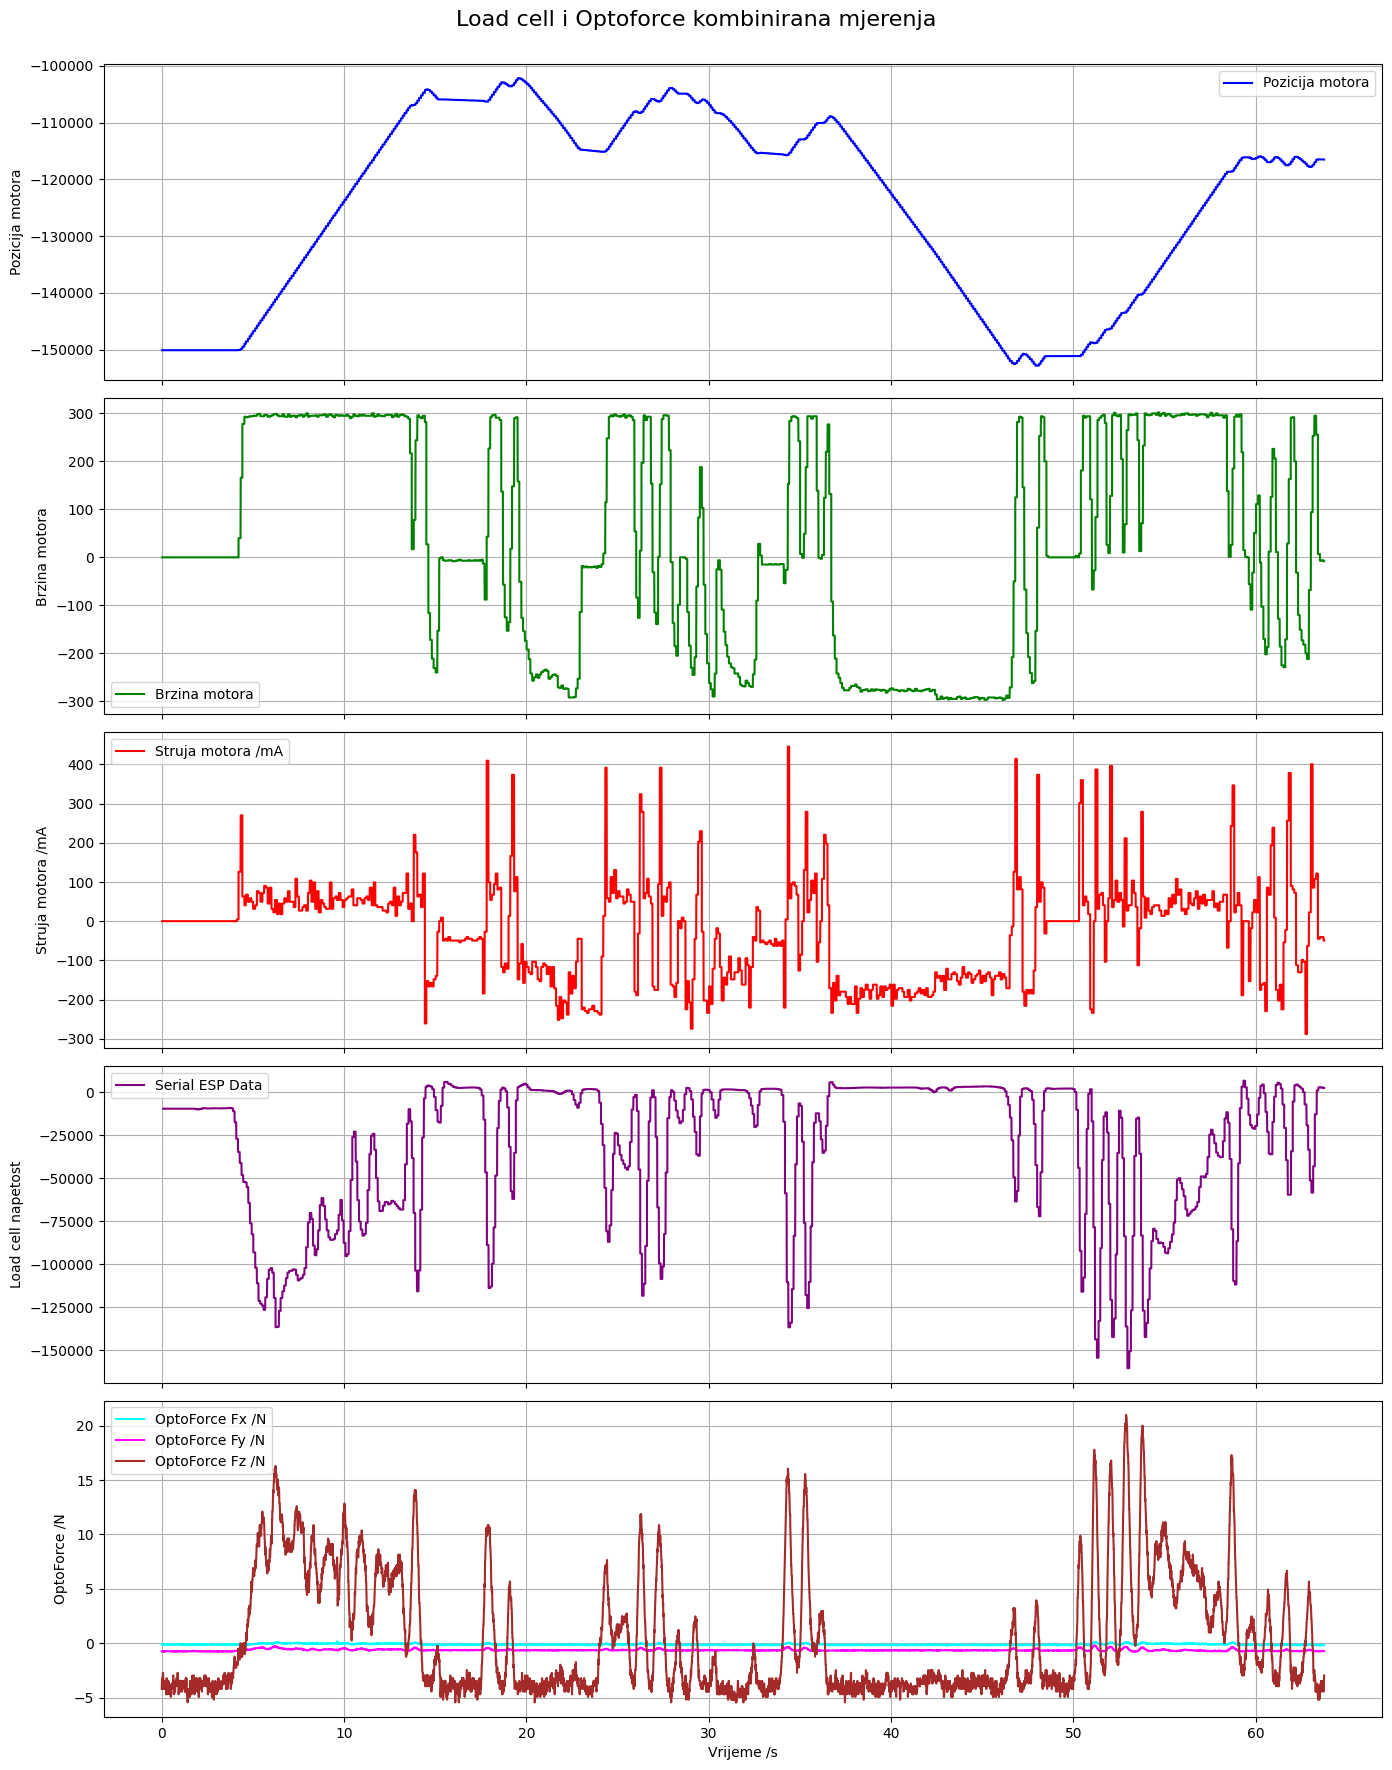 Load cell i Optoforce kombinirana mjerenja
−100000
−110000
−120000
−130000
−140000
−150000
Pozicija motora
Pozicija motora
300
200
100
0
−100
−200
−300
Brzina motora
Brzina motora
400
300
200
100
0
−100
−200
−300
Struja motora /mA
Struja motora /mA
0
−25000
−50000
−75000
−100000
−125000
−150000
Load cell napetost
Serial ESP Data
20
15
10
5
0
−5
OptoForce /N
OptoForce Fx /N
OptoForce Fy /N
OptoForce Fz /N
0 10 20 30 40 50 60
Vrijeme /s